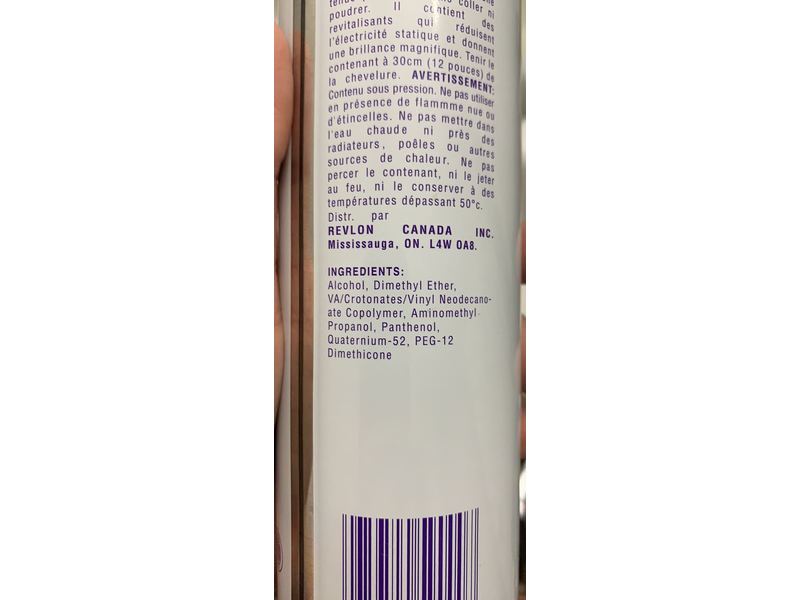 coller ni
poudrer. Il contient des
revitalisants qui réduisent
l'électricité statique et donnent
une brillance magnifique. Tenir le
contenant à 30cm (12 pouces) de
la chevelure. AVERTISSEMENT:
Contenu sous pression. Ne pas utiliser
en présence de flammme nue ou
d'étincelles. Ne pas mettre dans
l'eau chaude ni près des
radiateurs, poêles ou autres
sources de chaleur. Ne pas
percer le contenant, ni le jeter
au feu, ni le conserver à des
températures dépassant 50°c.
Distr. par
REVLON CANADA INC.
Mississauga, ON. L4W 0A8.
INGREDIENTS:
Alcohol, Dimethyl Ether,
VA/Crotonates/Vinyl Neodecano-
ate Copolymer, Aminomethyl
Propanol, Panthenol,
Quaternium-52, PEG-12
Dimethicone